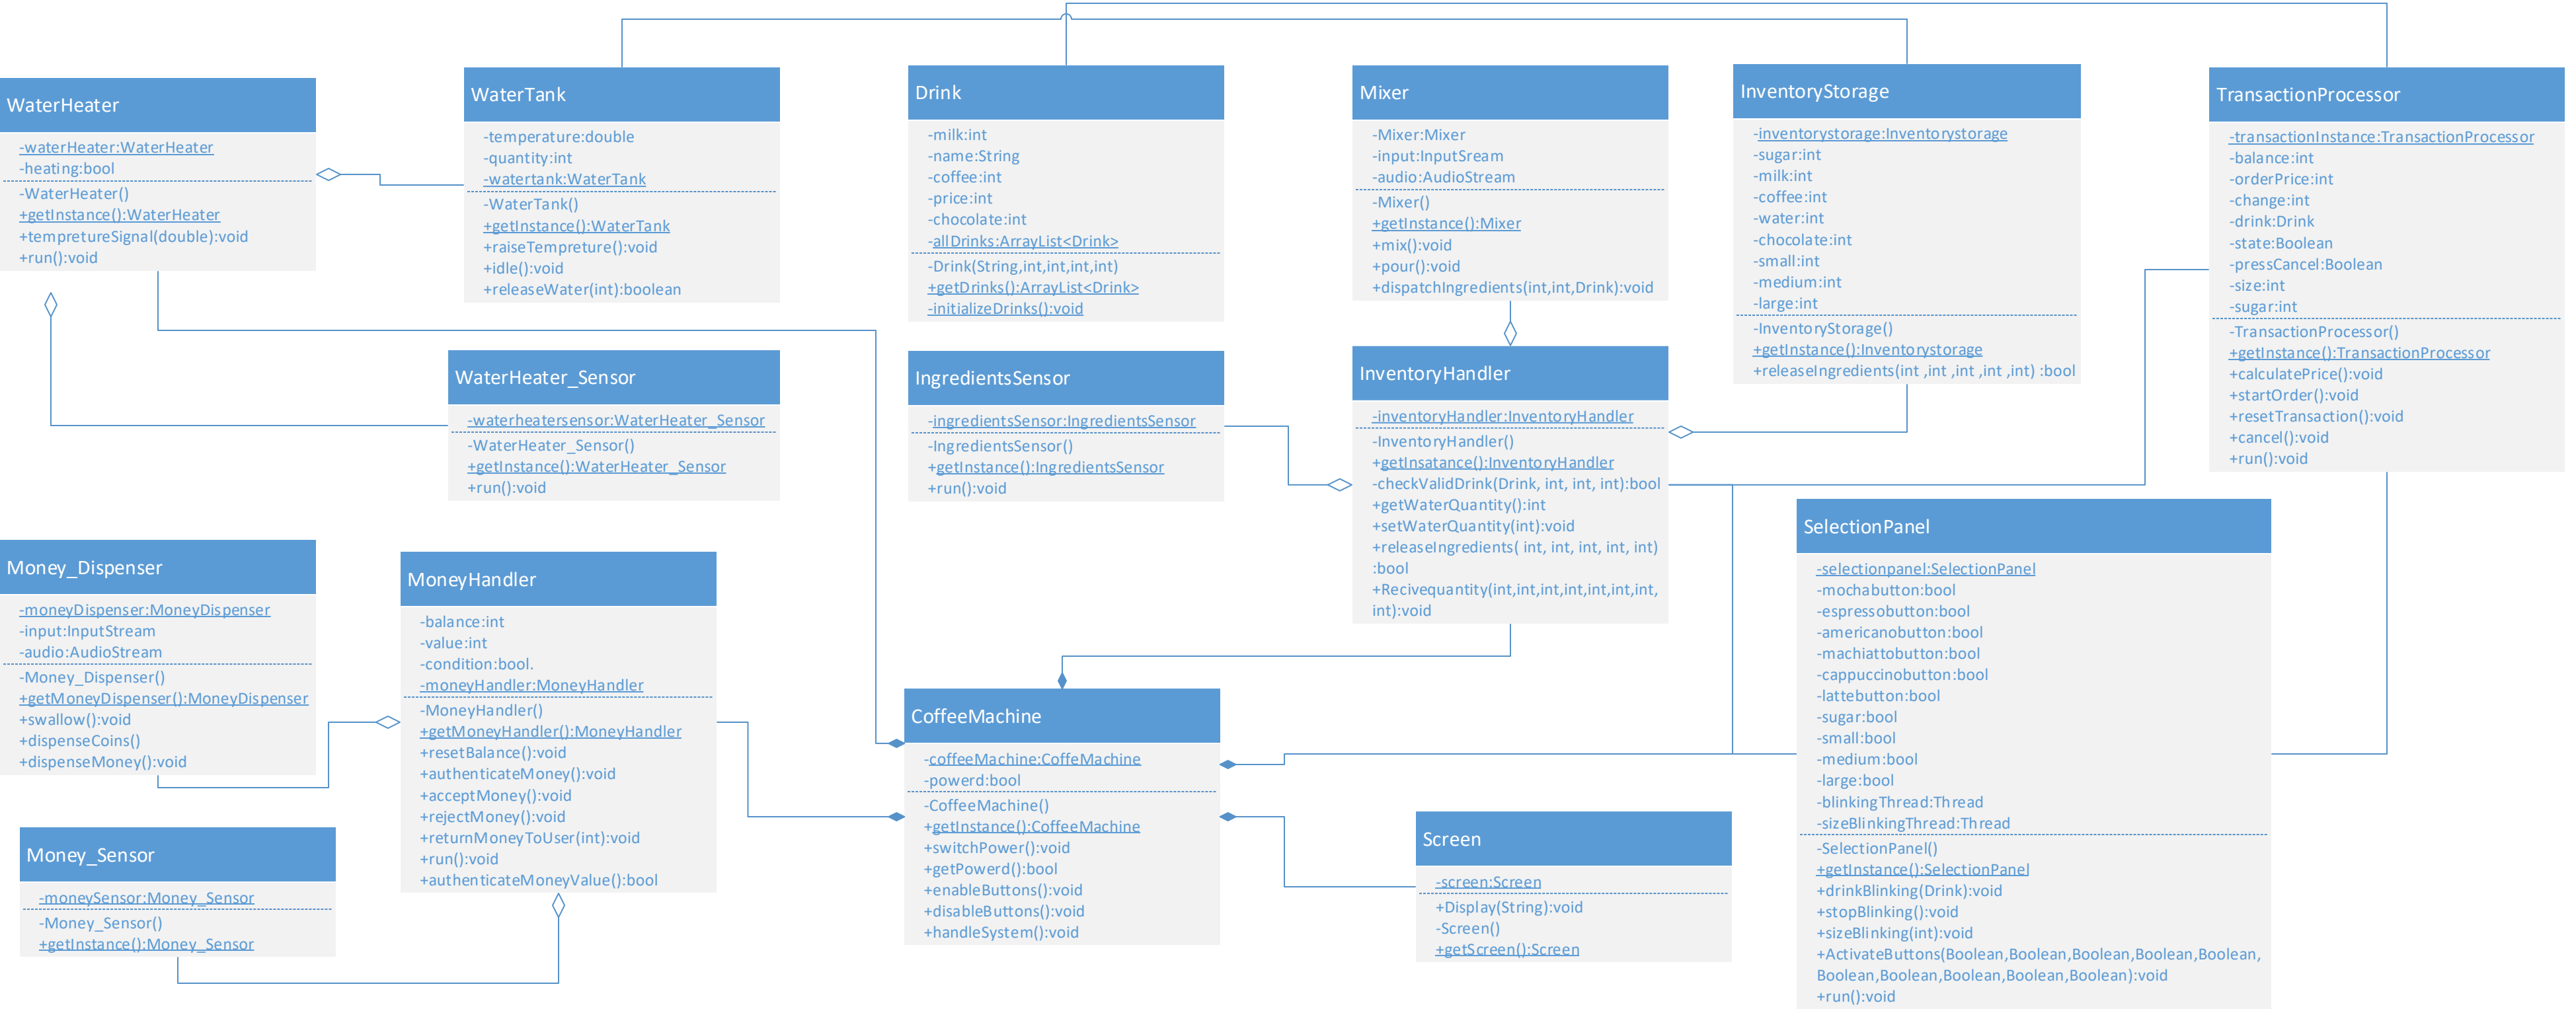 WaterHeater
-waterHeater:WaterHeater
-heating:bool
-WaterHeater()
+getInstance():WaterHeater
+tempretureSignal(double):void
+run():void
WaterTank
-temperature:double
-quantity:int
-watertank:WaterTank
-WaterTank()
+getInstance():WaterTank
+raiseTempreture():void
+idle():void
+releaseWater(int):boolean
Drink
-milk:int
-name:String
-coffee:int
-price:int
-chocolate:int
-allDrinks:ArrayList<Drink>
-Drink(String,int,int,int,int)
+getDrinks():ArrayList<Drink>
-initializeDrinks():void
Mixer
-Mixer:Mixer
-input:InputSream
-audio:AudioStream
-Mixer()
+getInstance():Mixer
+mix():void
+pour():void
+dispatchIngredients(int,int,Drink):void
InventoryStorage
-inventorystorage:Inventorystorage
-sugar:int
-milk:int
-coffee:int
-water:int
-chocolate:int
-small:int
-medium:int
-large:int
-InventoryStorage()
+getInstance():Inventorystorage
+releaseIngredients(int ,int ,int ,int ,int) :bool
TransactionProcessor
-transactionInstance:TransactionProcessor
-balance:int
-orderPrice:int
-change:int
-drink:Drink
-state:Boolean
-pressCancel:Boolean
-size:int
-sugar:int
-TransactionProcessor()
+getInstance():TransactionProcessor
+calculatePrice():void
+startOrder():void
+resetTransaction():void
+cancel():void
+run():void
WaterHeater_Sensor
-waterheatersensor:WaterHeater_Sensor
-WaterHeater_Sensor()
+getInstance():WaterHeater_Sensor
+run():void
IngredientsSensor
-ingredientsSensor:IngredientsSensor
-IngredientsSensor()
+getInstance():IngredientsSensor
+run():void
InventoryHandler
-inventoryHandler:InventoryHandler
-InventoryHandler()
+getInsatance():InventoryHandler
-checkValidDrink(Drink, int, int, int):bool
+getWaterQuantity():int
+setWaterQuantity(int):void
+releaseIngredients( int, int, int, int, int)
:bool
+Recivequantity(int,int,int,int,int,int,int,
int):void
Money_Dispenser
-moneyDispenser:MoneyDispenser
-input:InputStream
-audio:AudioStream
-Money_Dispenser()
+getMoneyDispenser():MoneyDispenser
+swallow():void
+dispenseCoins()
+dispenseMoney():void
MoneyHandler
-balance:int
-value:int
-condition:bool.
-moneyHandler:MoneyHandler
-MoneyHandler()
+getMoneyHandler():MoneyHandler
+resetBalance():void
+authenticateMoney():void
+acceptMoney():void
+rejectMoney():void
+returnMoneyToUser(int):void
+run():void
+authenticateMoneyValue():bool
Money_Sensor
-moneySensor:Money_Sensor
-Money_Sensor()
+getInstance():Money_Sensor
CoffeeMachine
-coffeeMachine:CoffeMachine
-powerd:bool
-CoffeeMachine()
+getInstance():CoffeeMachine
+switchPower():void
+getPowerd():bool
+enableButtons():void
+disableButtons():void
+handleSystem():void
Screen
-screen:Screen
+Display(String):void
-Screen()
+getScreen():Screen
SelectionPanel
-selectionpanel:SelectionPanel
-mochabutton:bool
-espressobutton:bool
-americanobutton:bool
-machiattobutton:bool
-cappuccinobutton:bool
-lattebutton:bool
-sugar:bool
-small:bool
-medium:bool
-large:bool
-blinkingThread:Thread
-sizeBlinkingThread:Thread
-SelectionPanel()
+getInstance():SelectionPanel
+drinkBlinking(Drink):void
+stopBlinking():void
+sizeBlinking(int):void
+ActivateButtons(Boolean,Boolean,Boolean,Boolean,Boolean,
Boolean,Boolean,Boolean,Boolean,Boolean):void
+run():void